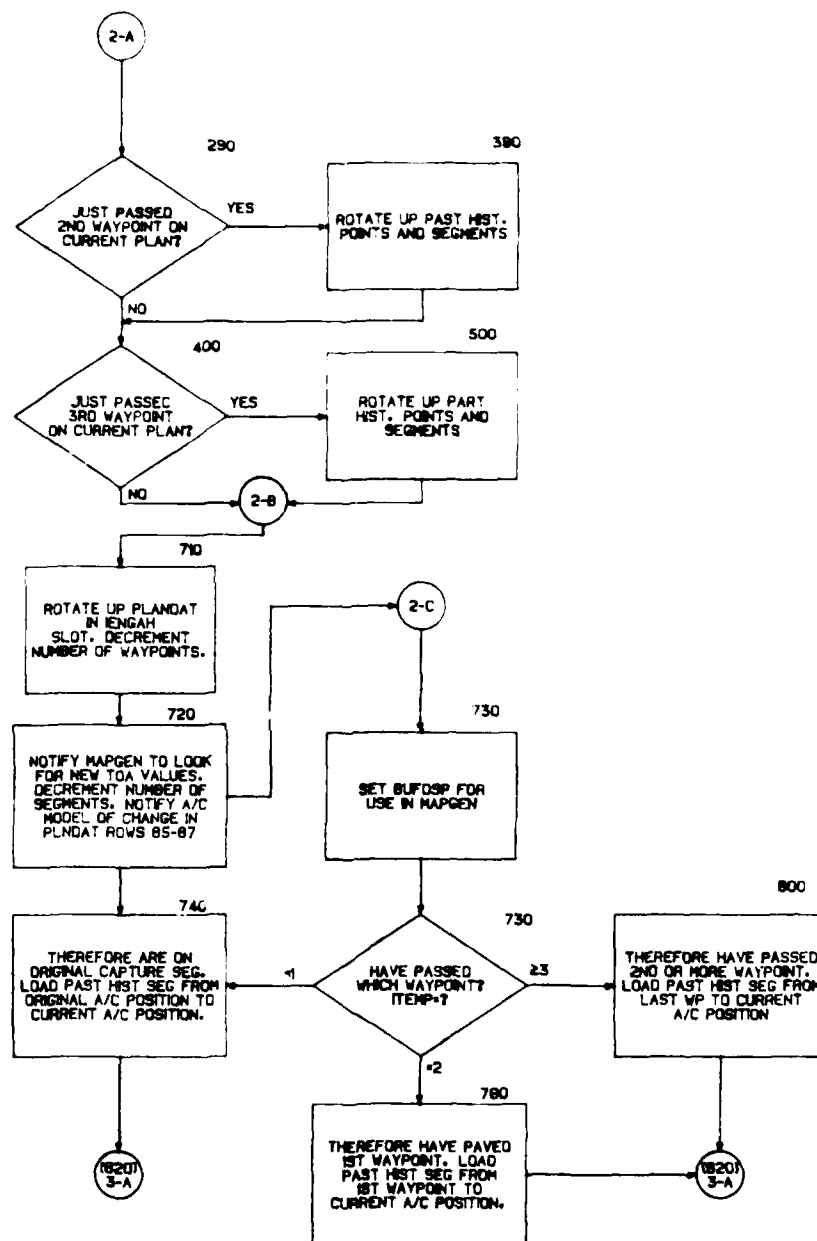 2-A
290
JUST PASSED
2ND WAYPOINT ON
CURRENT PLAN?
YES
NO
380
ROTATE UP PAST HIST.
POINTS AND SEGMENTS
400
JUST PASSEC
3RD WAYPOINT
ON CURRENT PLAN?
YES
NO
500
ROTATE UP PART
HIST. POINTS AND
SEGMENTS
2-B
710
ROTATE UP PLANDAT
IN IENGAH
SLOT. DECREMENT
NUMBER OF WAYPOINTS.
2-C
720
NOTIFY MAPGEN TO LOOK
FOR NEW TOA VALUES.
DECREMENT NUMBER OF
SEGMENTS. NOTIFY A/C
MODEL OF CHANGE IN
PLNDAT ROWS 85-87
730
SET BUFDSP FOR
USE IN MAPGEN
740
THEREFORE ARE ON
ORIGINAL CAPTURE SEG.
LOAD PAST HIST SEG FROM
ORIGINAL A/C POSITION TO
CURRENT A/C POSITION.
730
HAVE PASSED
WHICH WAYPOINT?
ITEMP=?
=1
≥3
=2
800
THEREFORE HAVE PASSED
2ND OR MORE WAYPOINT.
LOAD PAST HIST SEG FROM
LAST WP TO CURRENT
A/C POSITION
780
THEREFORE HAVE PAVED
1ST WAYPOINT. LOAD
PAST HIST SEG FROM
1ST WAYPOINT TO
CURRENT A/C POSITION.
(820)
3-A
(820)
3-A